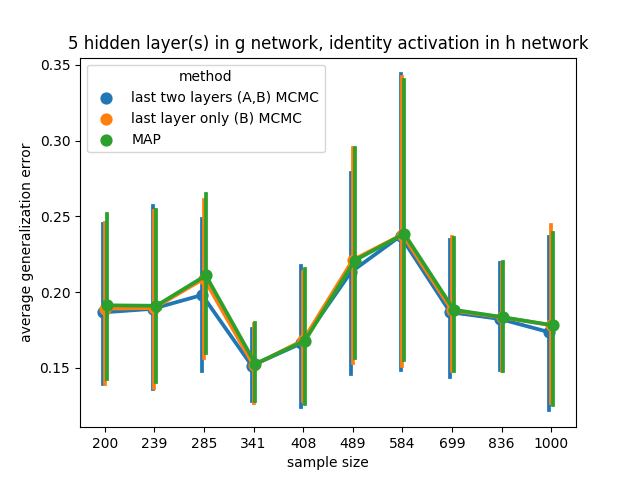 5 hidden layer(s) in g network, identity activation in h network
method
last two layers (A,B) MCMC
last layer only (B) MCMC
MAP
average generalization error
0.35
0.30
0.25
0.20
0.15
200 239 285 341 408 489 584 699 836 1000
sample size